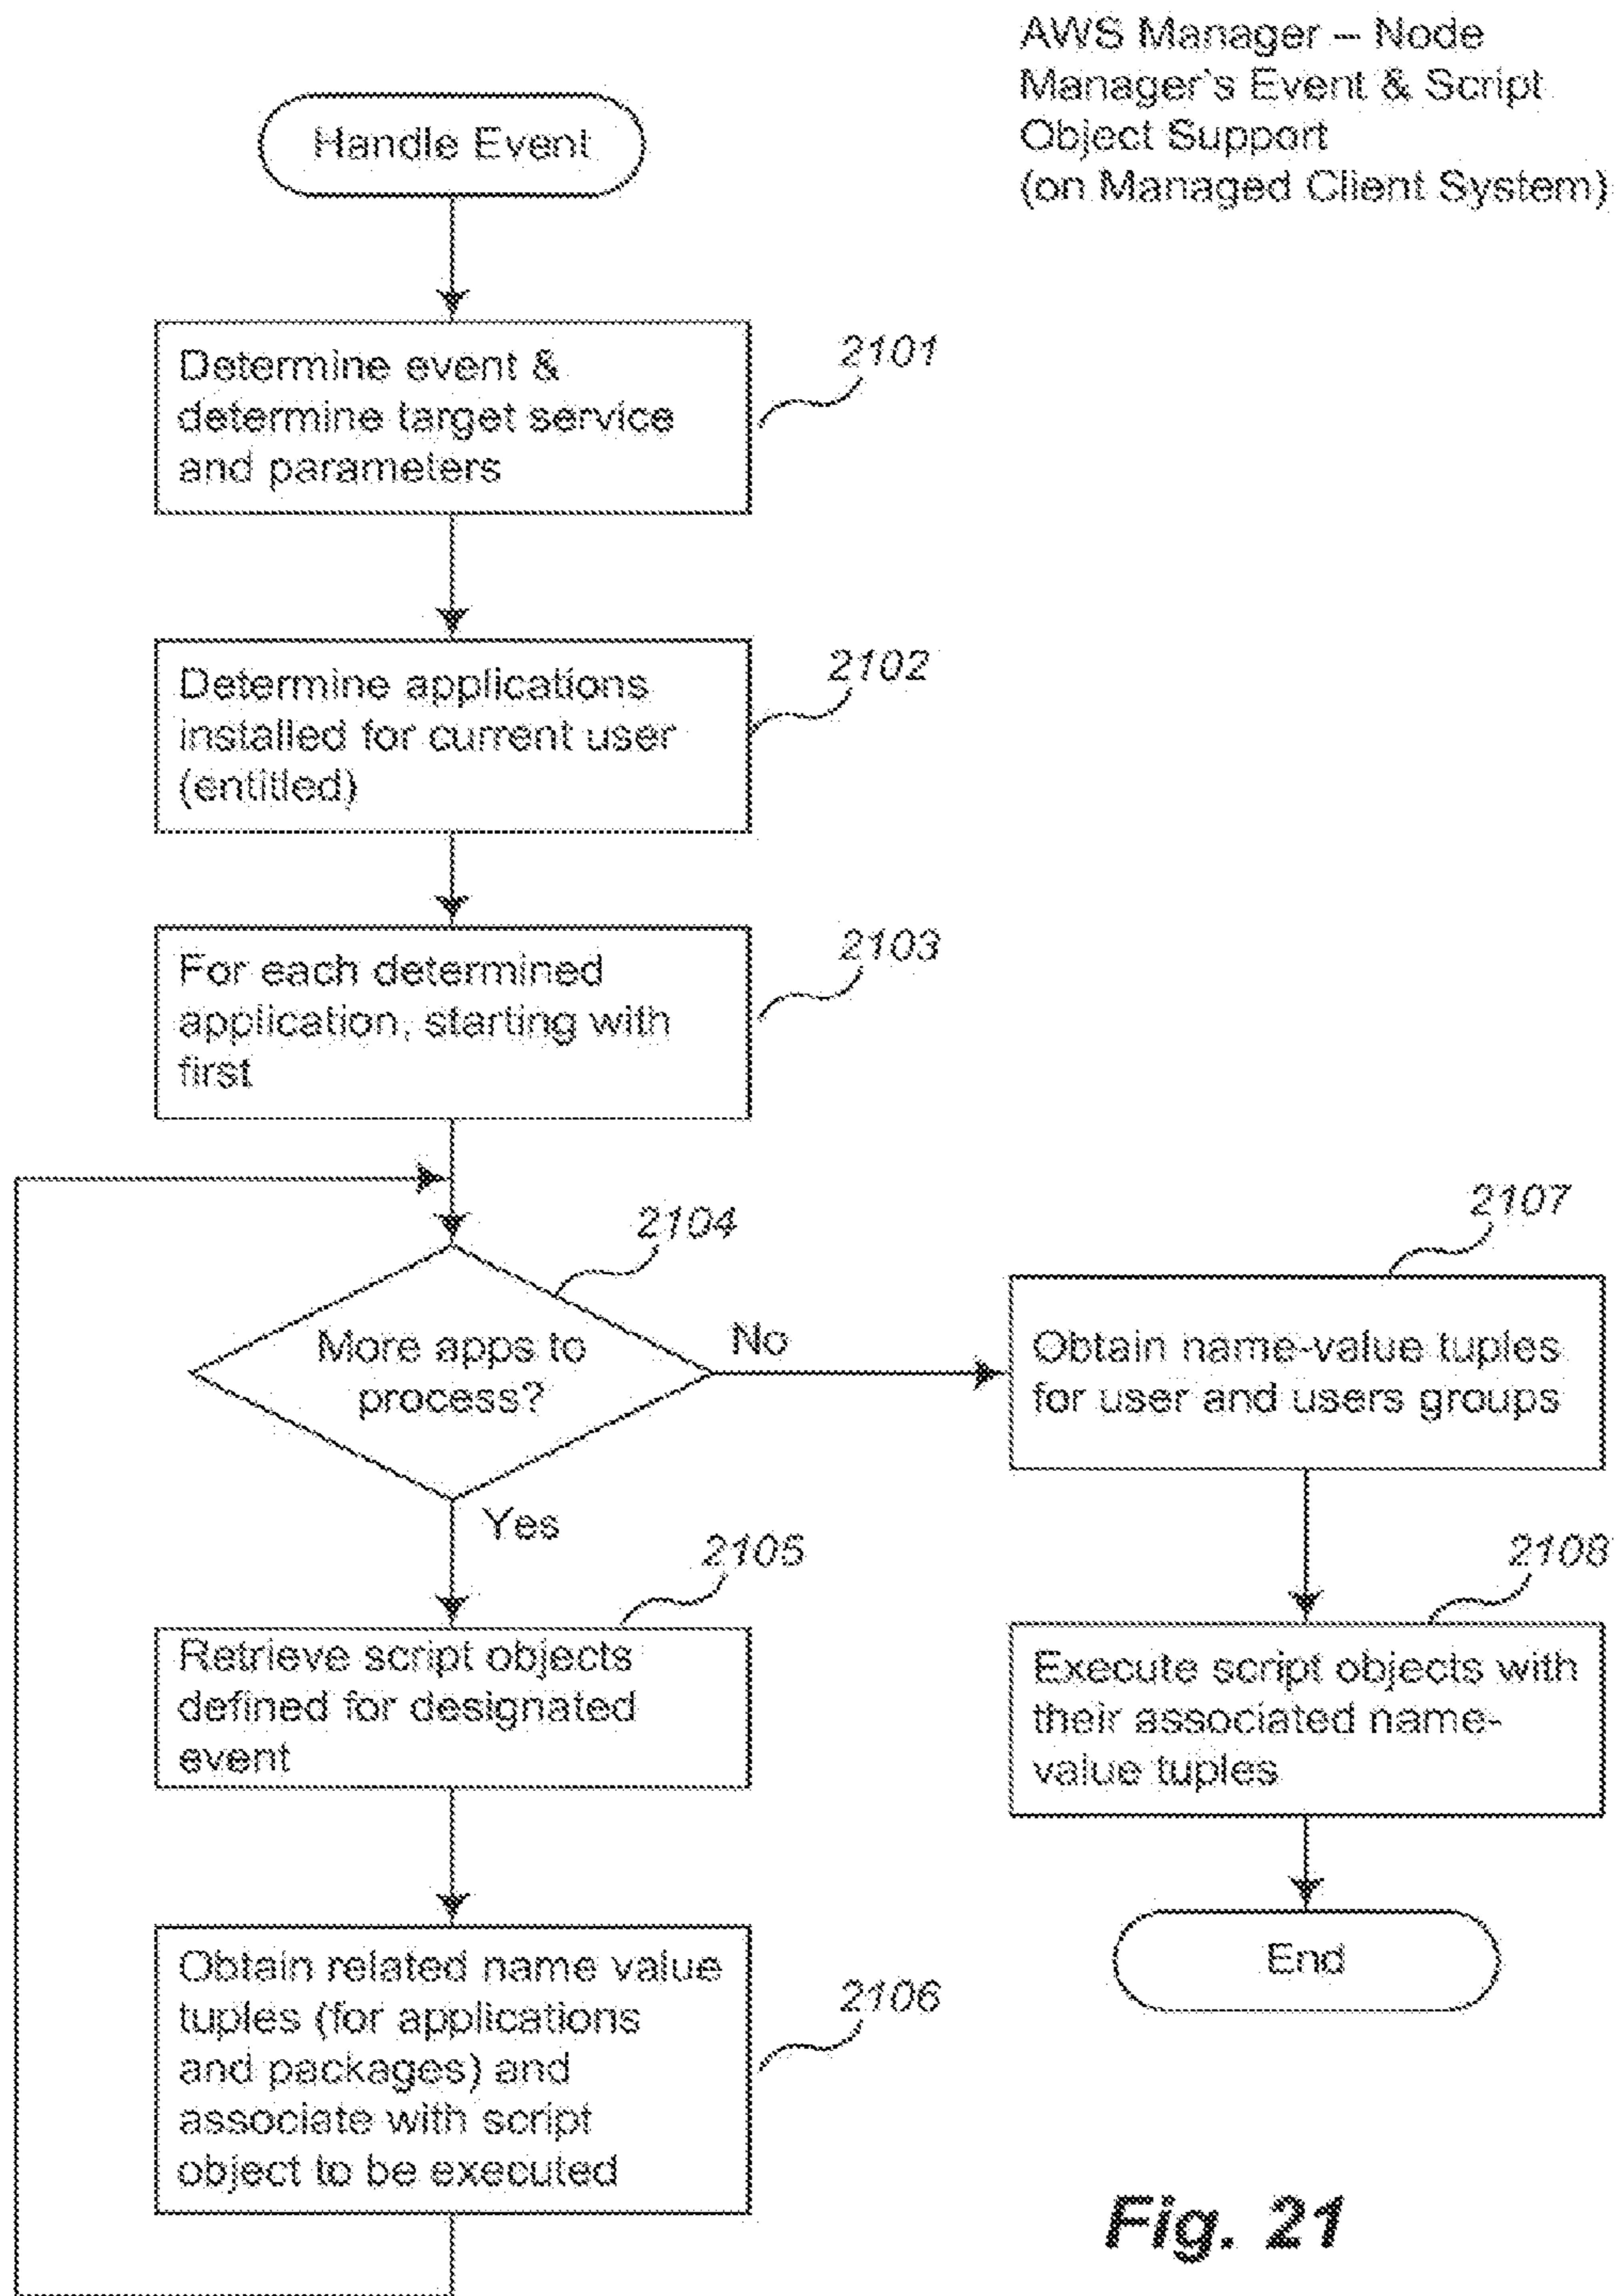 AWS Manager – Node
Manager's Event & Script
Object Support
(on Managed Client System)
Handle Event
Determine event &
determine target service
and parameters
2101
Determine applications
installed for current user
(entitled)
2102
For each determined
application, starting with
first
2103
More apps to
process?
2104
No
Yes
Retrieve script objects
defined for designated
event
2105
Obtain related name value
tuples (for applications
and packages) and
associate with script
object to be executed
2106
2107
Obtain name-value tuples
for user and users groups
2108
Execute script objects with
their associated name-
value tuples
End
Fig. 21